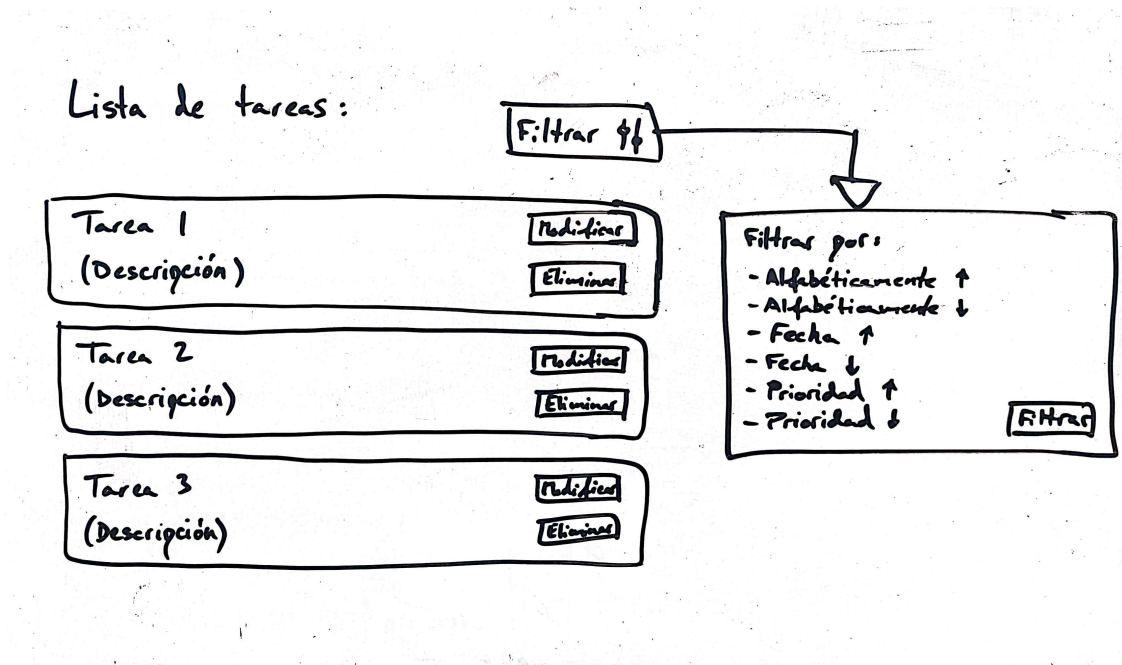 Lista de tareas:
Filtrar
Tarea 1
Modificar
(Descripción)
Eliminar
Tarea 2
Modificar
(Descripción)
Eliminar
Tarea 3
Modificar
(Descripción)
Eliminar
Filtrar por:
- Alfabéticamente ↑
- Alfabéticamente ↓
- Fecha ↑
- Fecha ↓
- Prioridad ↑
- Prioridad ↓
Filtrar